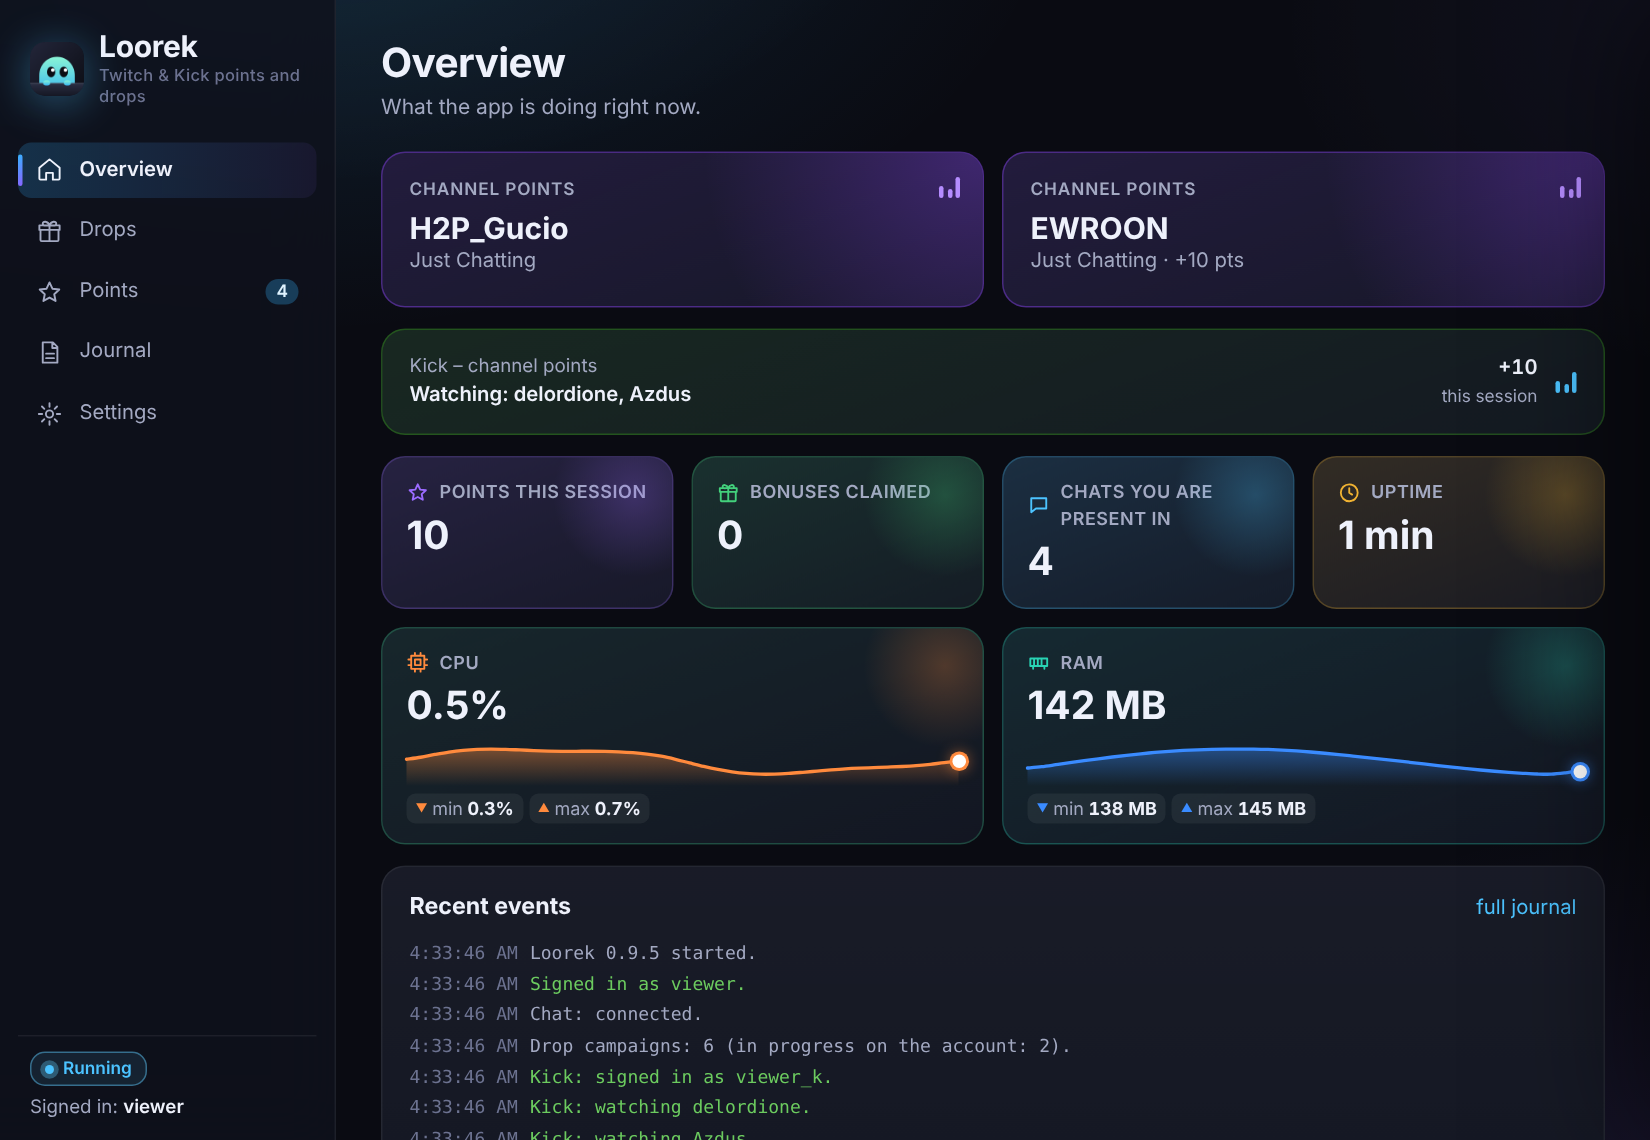 Loorek
Twitch & Kick points and
drops
Overview
Drops
Points
4
Journal
Settings
Running
Signed in: viewer
Overview
What the app is doing right now.
CHANNEL POINTS
H2P_Gucio
Just Chatting
CHANNEL POINTS
EWROON
Just Chatting · +10 pts
Kick – channel points
Watching: delordione, Azdus
+10
this session
POINTS THIS SESSION
10
BONUSES CLAIMED
0
CHATS YOU ARE
PRESENT IN
4
UPTIME
1 min
CPU
0.5%
min 0.3%
max 0.7%
RAM
142 MB
min 138 MB
max 145 MB
Recent events
full journal
4:33:46 AM Loorek 0.9.5 started.
4:33:46 AM Signed in as viewer.
4:33:46 AM Chat: connected.
4:33:46 AM Drop campaigns: 6 (in progress on the account: 2).
4:33:46 AM Kick: signed in as viewer_k.
4:33:46 AM Kick: watching delordione.
4:33:46 AM Kick: watching Azdus.